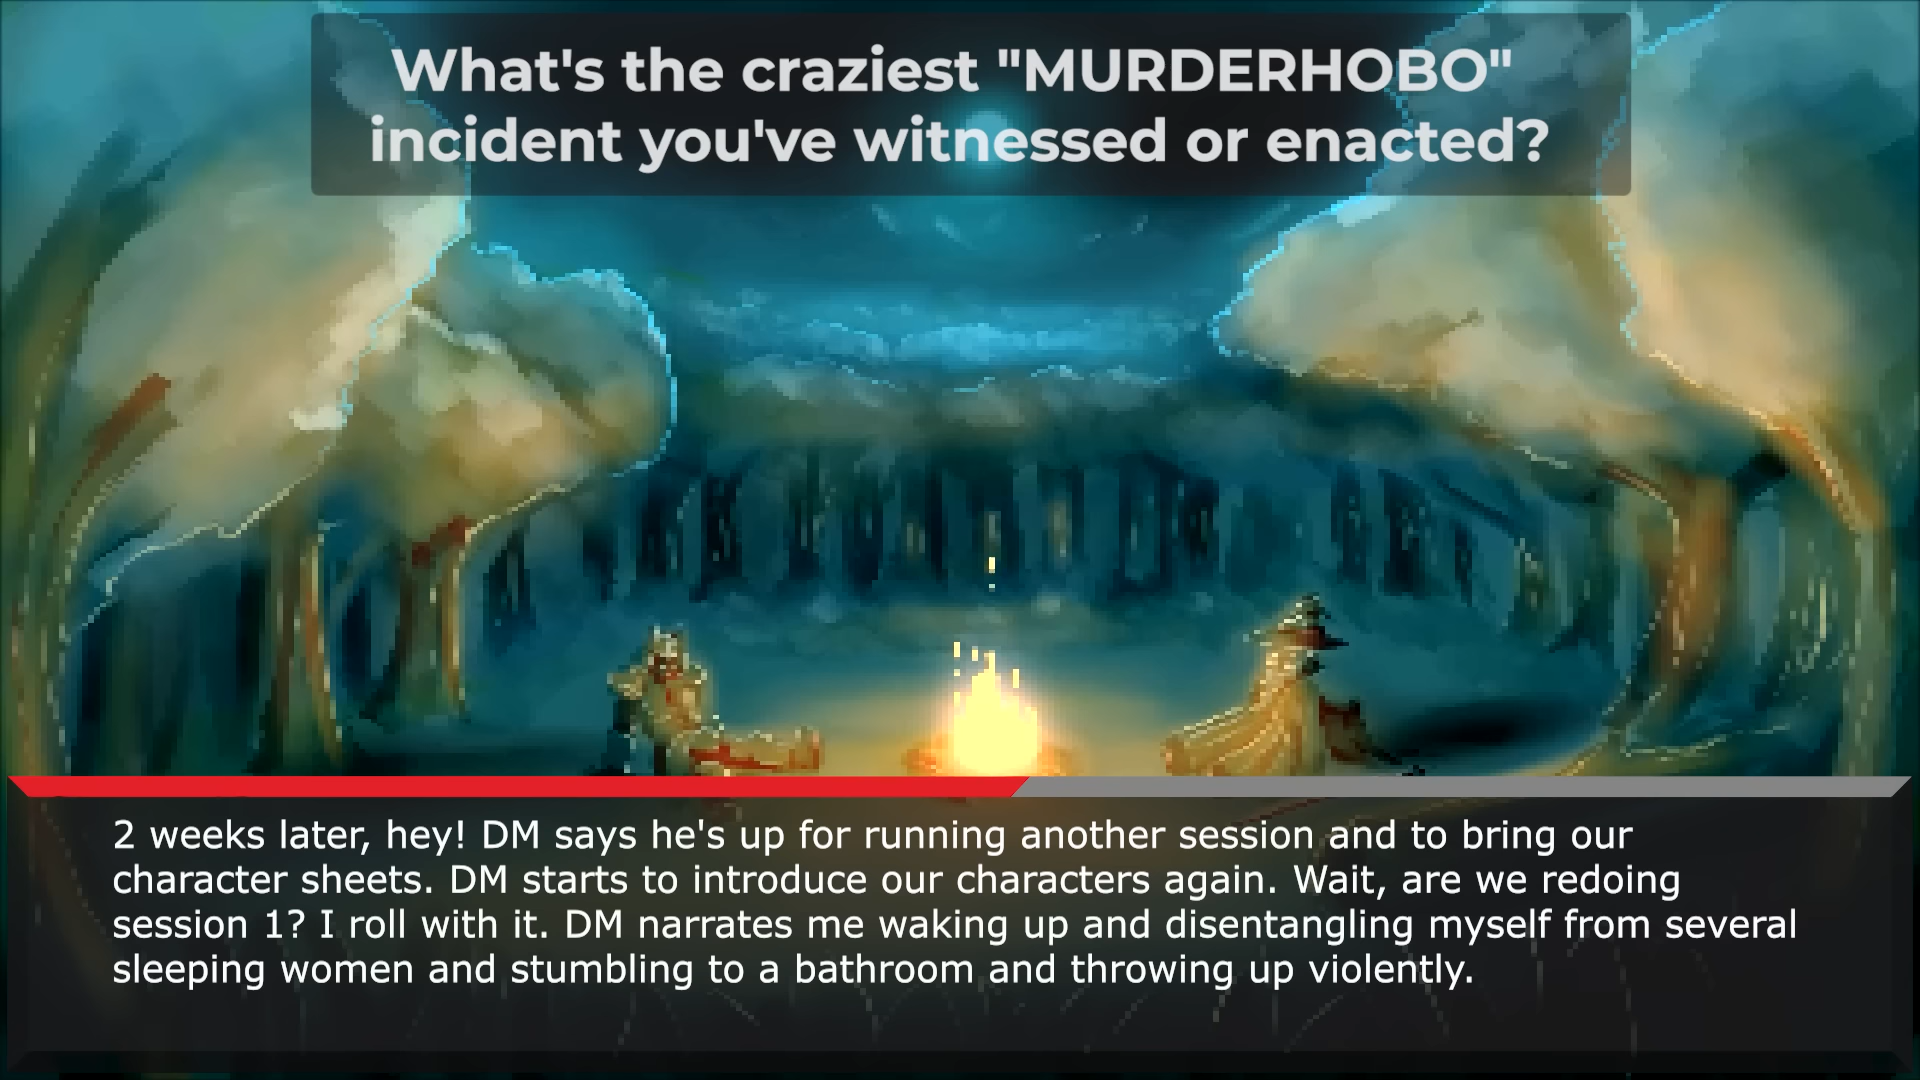 What's the craziest "MURDERHOBO"
incident you've witnessed or enacted?
2 weeks later, hey! DM says he's up for running another session and to bring our
character sheets. DM starts to introduce our characters again. Wait, are we redoing
session 1? I roll with it. DM narrates me waking up and disentangling myself from several
sleeping women and stumbling to a bathroom and throwing up violently.